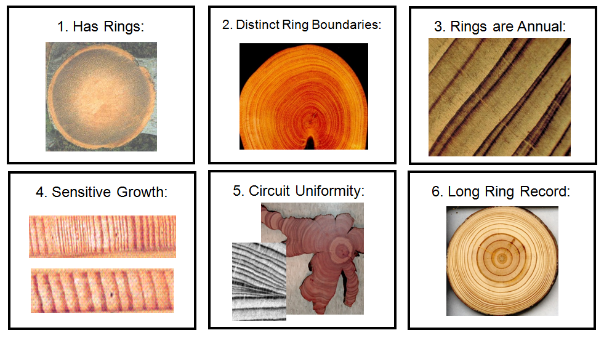 1. Has Rings:
2. Distinct Ring Boundaries:
3. Rings are Annual:
4. Sensitive Growth:
5. Circuit Uniformity:
6. Long Ring Record: